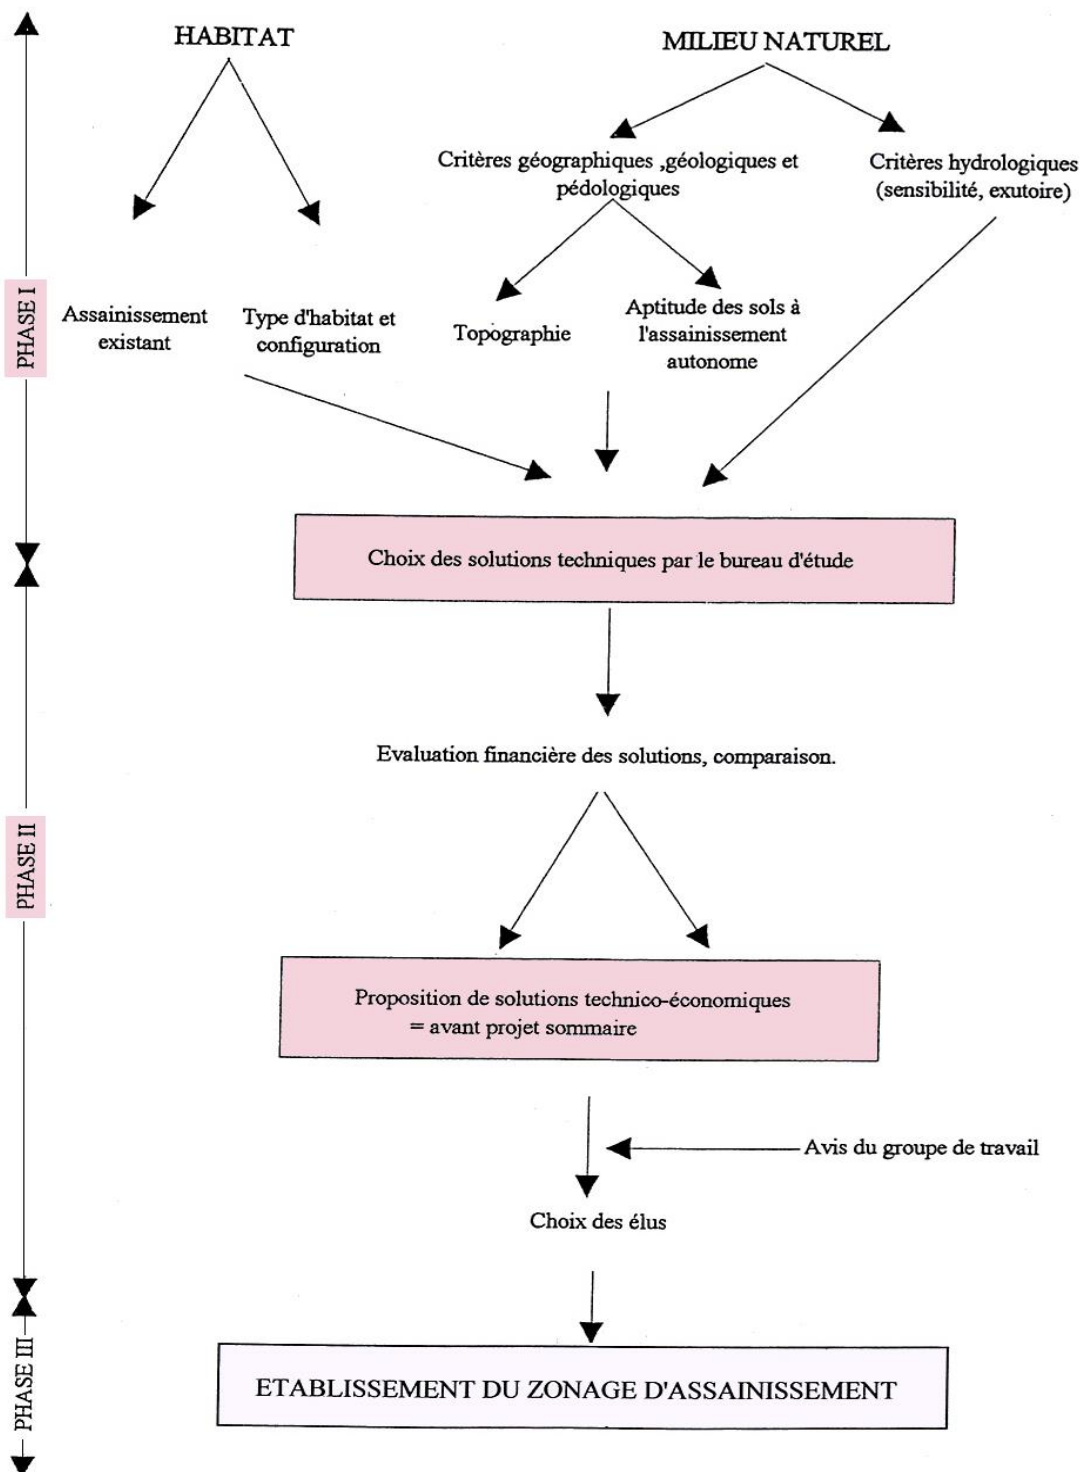 HABITAT
MILIEU NATUREL
Critères géographiques ,géologiques et
pédologiques
Critères hydrologiques
(sensibilité, exutoire)
PHASE I
Assainissement
existant
Type d'habitat et
configuration
Topographie
Aptitude des sols à
l'assainissement
autonome
Choix des solutions techniques par le bureau d'étude
PHASE II
Evaluation financière des solutions, comparaison.
Proposition de solutions technico-économiques
= avant projet sommaire
Avis du groupe de travail
Choix des élus
PHASE III
ETABLISSEMENT DU ZONAGE D'ASSAINISSEMENT